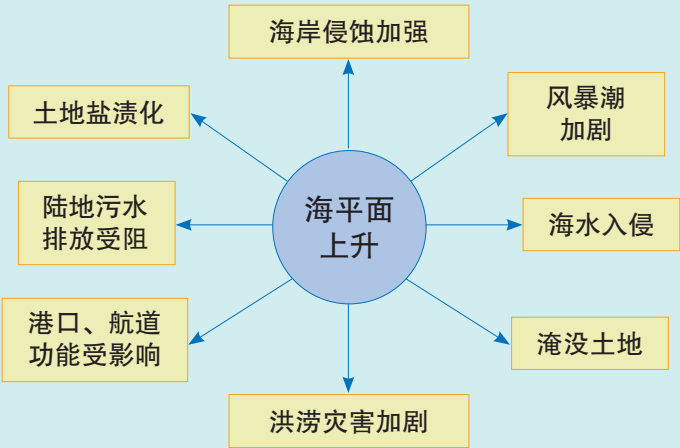 海岸侵蚀加强
风暴潮
加剧
土地盐渍化
陆地污水
排放受阻
海平面
上升
海水入侵
港口、航道
功能受影响
淹没土地
洪涝灾害加剧